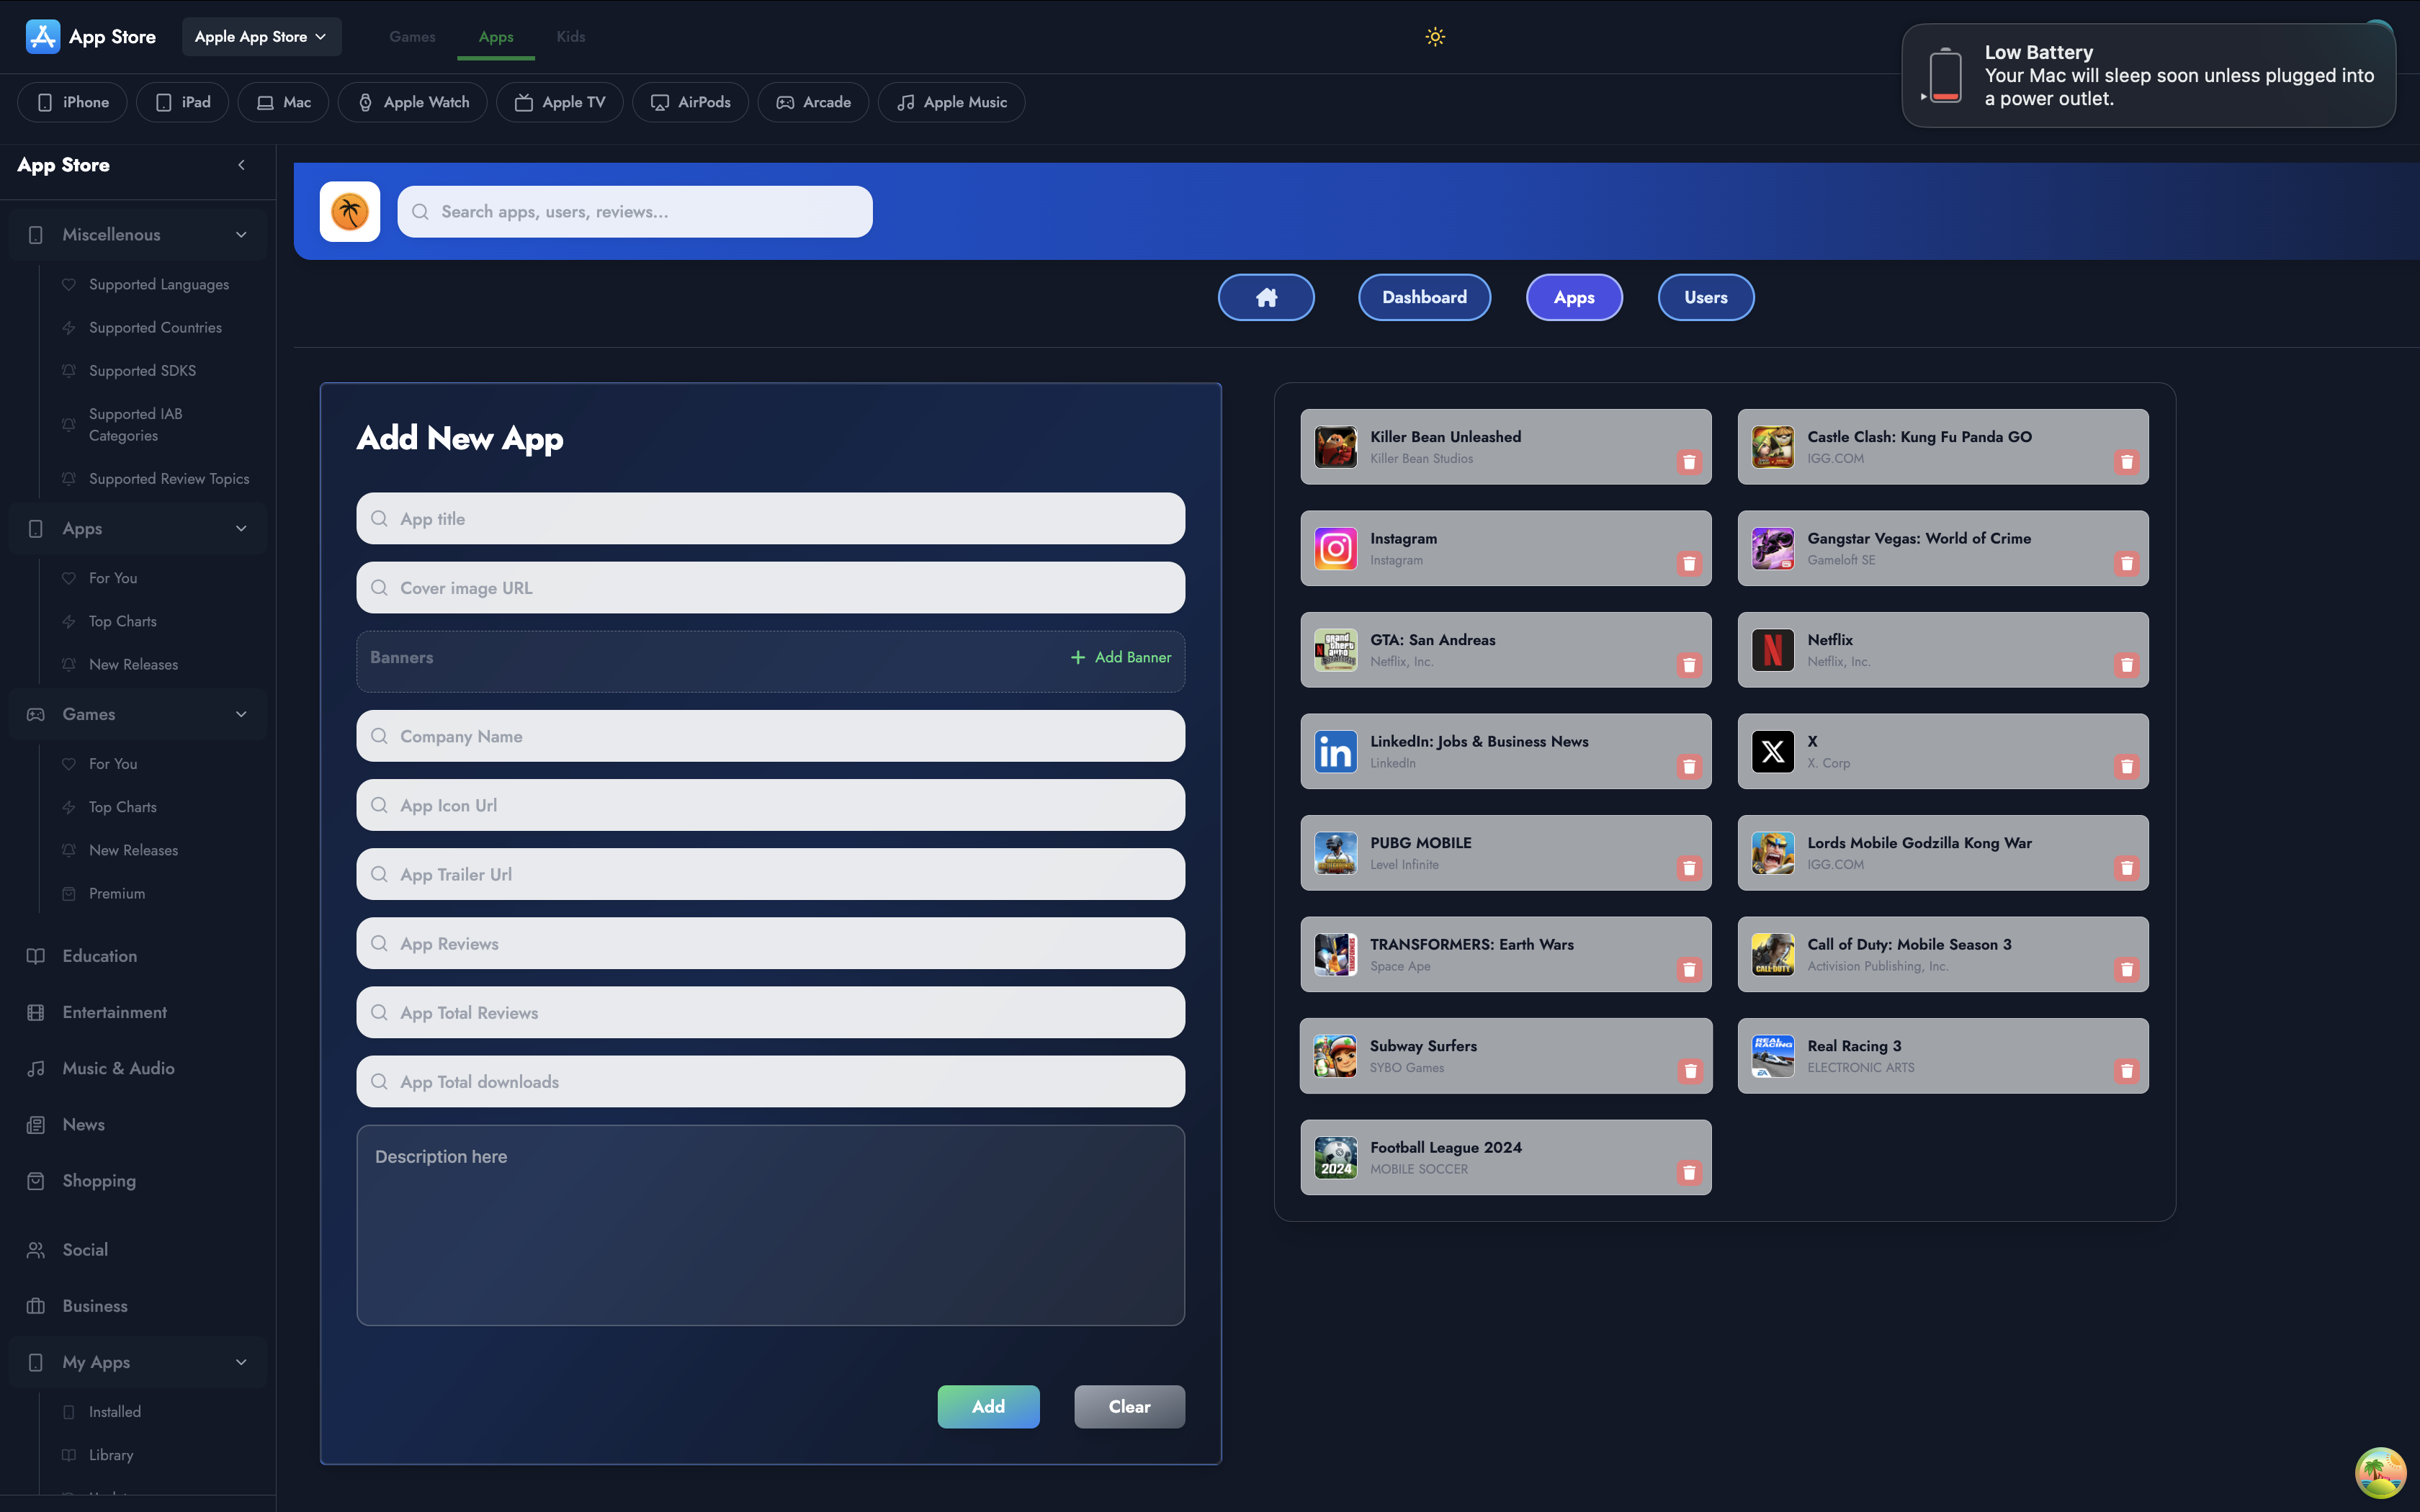 App Store
Apple App Store
Games
Apps
Kids
Low Battery
Your Mac will sleep soon unless plugged into
a power outlet.
iPhone
iPad
Mac
Apple Watch
Apple TV
AirPods
Arcade
Apple Music
App Store
Miscellenous
Supported Languages
Supported Countries
Supported SDKS
Supported IAB
Categories
Supported Review Topics
Apps
For You
Top Charts
New Releases
Games
For You
Top Charts
New Releases
Premium
Education
Entertainment
Music & Audio
News
Shopping
Social
Business
My Apps
Installed
Library
Search apps, users, reviews...
Dashboard
Apps
Users
Add New App
App title
Cover image URL
Banners
Add Banner
Company Name
App Icon Url
App Trailer Url
App Reviews
App Total Reviews
App Total downloads
Description here
Add
Clear
Killer Bean Unleashed
Killer Bean Studios
Castle Clash: Kung Fu Panda GO
IGG.COM
Instagram
Instagram
Gangstar Vegas: World of Crime
Gameloft SE
GTA: San Andreas
Netflix, Inc.
Netflix
Netflix, Inc.
LinkedIn: Jobs & Business News
LinkedIn
X
X. Corp
PUBG MOBILE
Level Infinite
Lords Mobile Godzilla Kong War
IGG.COM
TRANSFORMERS: Earth Wars
Space Ape
Call of Duty: Mobile Season 3
Activision Publishing, Inc.
Subway Surfers
SYBO Games
Real Racing 3
ELECTRONIC ARTS
Football League 2024
MOBILE SOCCER